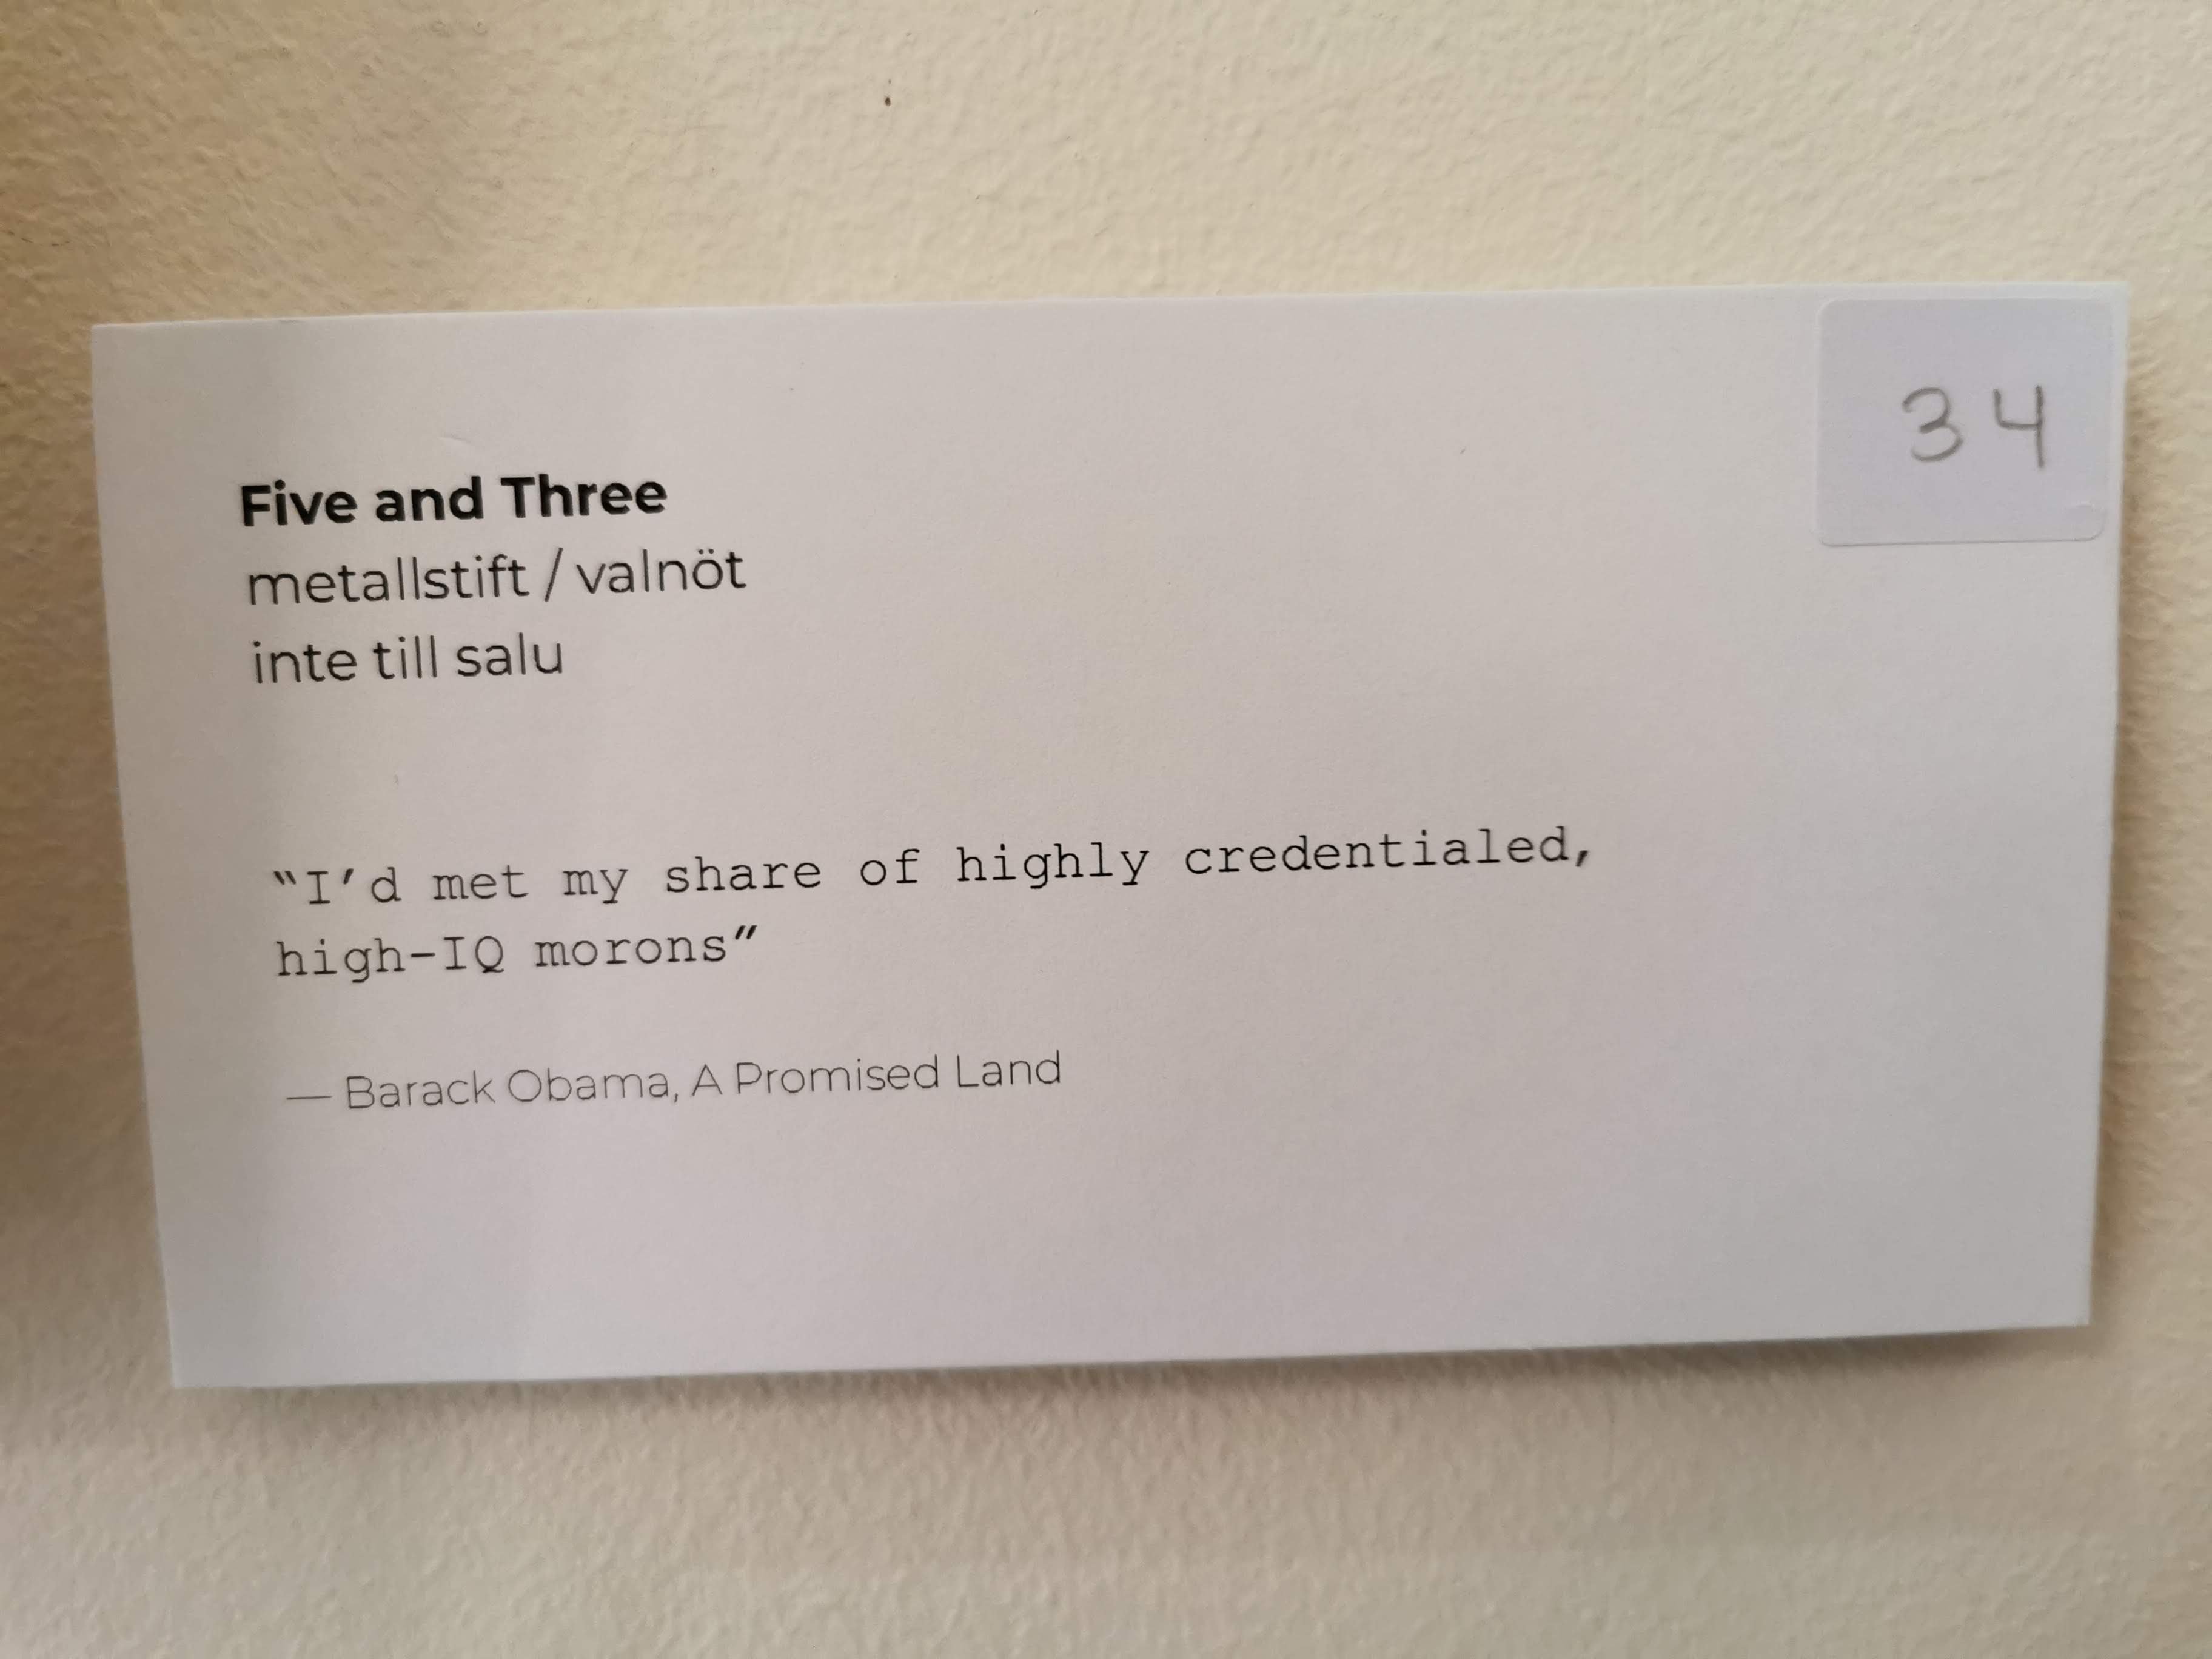 34
Five and Three
metallstift / valnöt
inte till salu
“I’d met my share of highly credentialed,
high-IQ morons”
— Barack Obama, A Promised Land